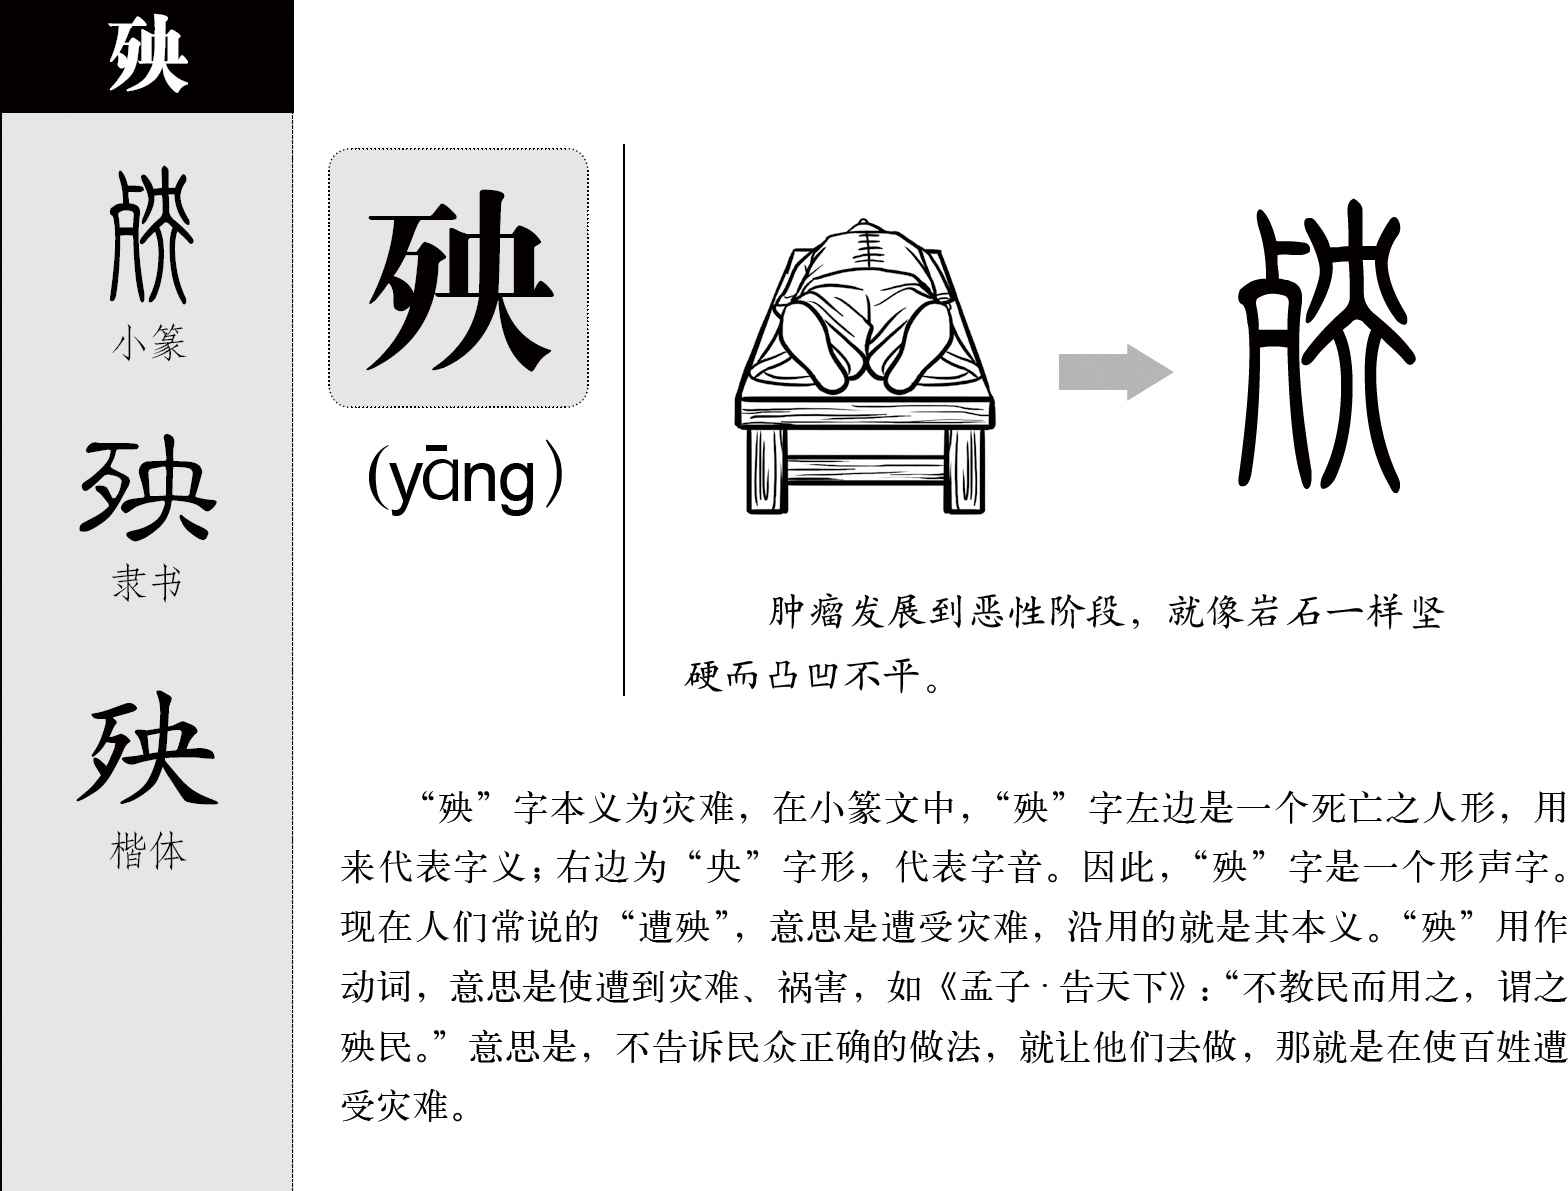 殃
小篆
隶书
楷体
殃
(yāng)
肿瘤发展到恶性阶段，就像岩石一样坚
硬而凸凹不平。
“殃”字本义为灾难，在小篆文中，“殃”字左边是一个死亡之人形，用
来代表字义；右边为“央”字形，代表字音。因此，“殃”字是一个形声字。
现在人们常说的“遭殃”，意思是遭受灾难，沿用的就是其本义。“殃”用作
动词，意思是使遭到灾难、祸害，如《孟子·告天下》：“不教民而用之，谓之
殃民。”意思是，不告诉民众正确的做法，就让他们去做，那就是在使百姓遭
受灾难。